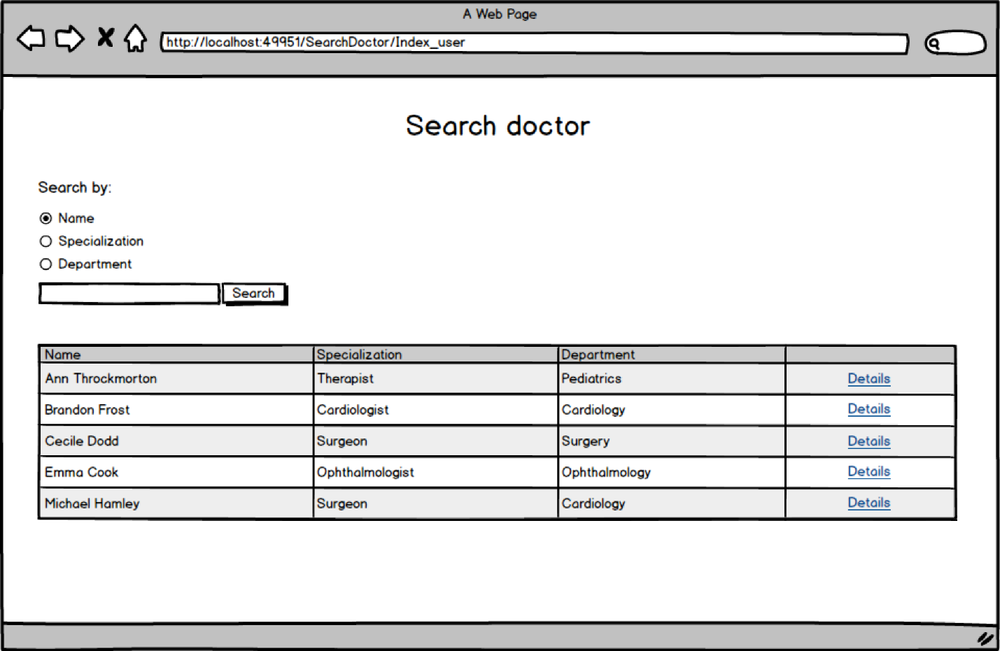 A Web Page
http://localhost:49951/SearchDoctor/Index_user
Search doctor
Search by:
Name
Specialization
Department
Search
Name Specialization Department
Ann Throckmorton Therapist Pediatrics Details
Brandon Frost Cardiologist Cardiology Details
Cecile Dodd Surgeon Surgery Details
Emma Cook Ophthalmologist Ophthalmology Details
Michael Hamley Surgeon Cardiology Details